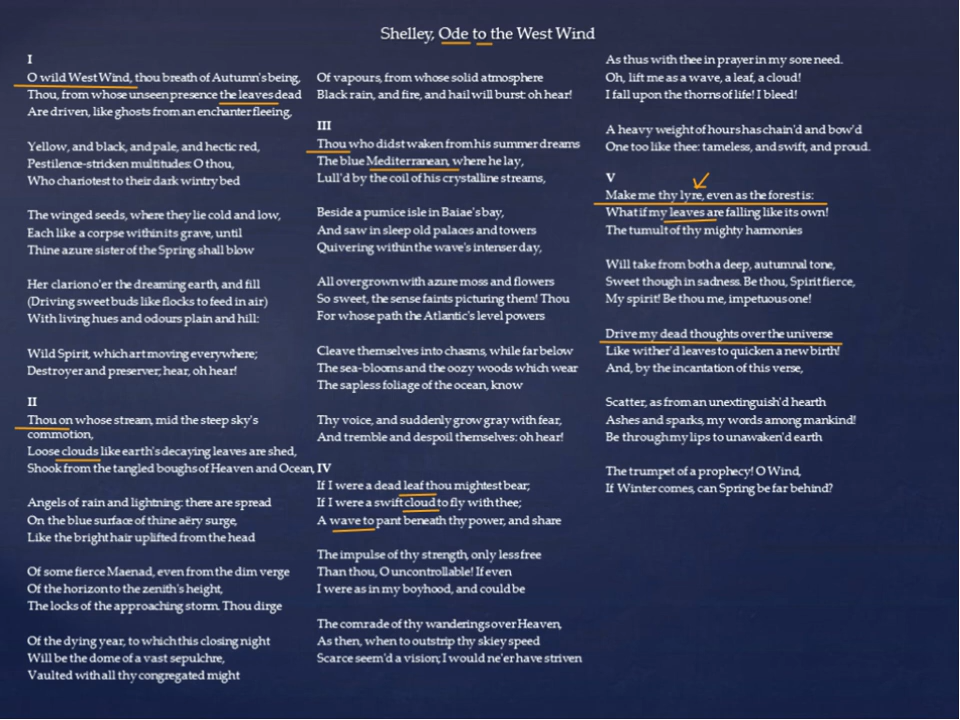 Shelley, Ode to the West Wind
I
O wild West Wind, thou breath of Autumn's being,
Thou, from whose unseen presence the leaves dead
Are driven, like ghosts from an enchanter fleeing,
Yellow, and black, and pale, and hectic red,
Pestilence-stricken multitudes: O thou,
Who chariotest to their dark wintry bed
The winged seeds, where they lie cold and low,
Each like a corpse within its grave, until
Thine azure sister of the Spring shall blow
Her clarion o'er the dreaming earth, and fill
(Driving sweet buds like flocks to feed in air)
With living hues and odours plain and hill:
Wild Spirit, which art moving everywhere;
Destroyer and preserver; hear, oh hear!
II
Thou on whose stream, mid the steep sky's
commotion,
Loose clouds like earth's decaying leaves are shed,
Shook from the tangled boughs of Heaven and Ocean,
Angels of rain and lightning: there are spread
On the blue surface of thine aëry surge,
Like the bright hair uplifted from the head
Of some fierce Maenad, even from the dim verge
Of the horizon to the zenith's height,
The locks of the approaching storm. Thou dirge
Of the dying year, to which this closing night
Will be the dome of a vast sepulchre,
Vaulted with all thy congregated might
Of vapours, from whose solid atmosphere
Black rain, and fire, and hail will burst: oh hear!
III
Thou who didst waken from his summer dreams
The blue Mediterranean, where he lay,
Lull'd by the coil of his crystalline streams,
Beside a pumice isle in Baiae's bay,
And saw in sleep old palaces and towers
Quivering within the wave's intenser day,
All overgrown with azure moss and flowers
So sweet, the sense faints picturing them! Thou
For whose path the Atlantic's level powers
Cleave themselves into chasms, while far below
The sea-blooms and the oozy woods which wear
The sapless foliage of the ocean, know
Thy voice, and suddenly grow gray with fear,
And tremble and despoil themselves: oh hear!
IV
If I were a dead leaf thou mightest bear;
If I were a swift cloud to fly with thee;
A wave to pant beneath thy power, and share
The impulse of thy strength, only less free
Than thou, O uncontrollable! If even
I were as in my boyhood, and could be
The comrade of thy wanderings over Heaven,
As then, when to outstrip thy skiey speed
Scarce seem'd a vision; I would ne'er have striven
As thus with thee in prayer in my sore need.
Oh, lift me as a wave, a leaf, a cloud!
I fall upon the thorns of life! I bleed!
A heavy weight of hours has chain'd and bow'd
One too like thee: tameless, and swift, and proud.
V
Make me thy lyre, even as the forest is:
What if my leaves are falling like its own!
The tumult of thy mighty harmonies
Will take from both a deep, autumnal tone,
Sweet though in sadness. Be thou, Spirit fierce,
My spirit! Be thou me, impetuous one!
Drive my dead thoughts over the universe
Like wither'd leaves to quicken a new birth!
And, by the incantation of this verse,
Scatter, as from an unextinguish'd hearth
Ashes and sparks, my words among mankind!
Be through my lips to unawaken'd earth
The trumpet of a prophecy! O Wind,
If Winter comes, can Spring be far behind?